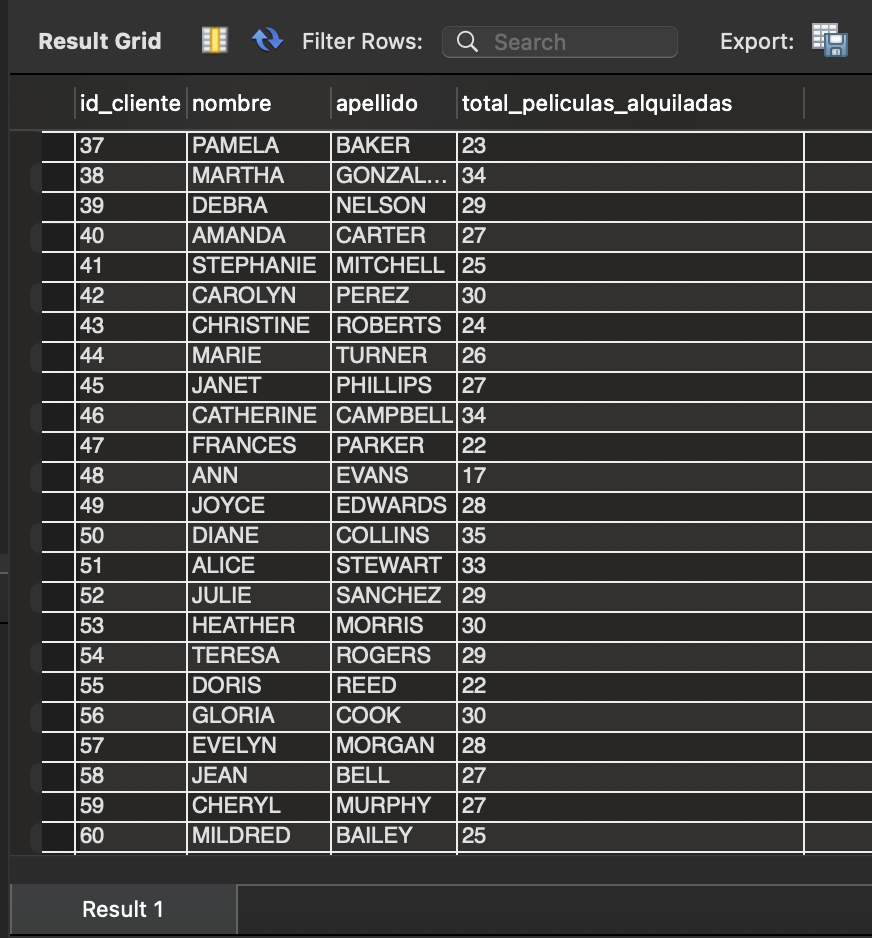 Result Grid Filter Rows: Search Export:
id_cliente nombre apellido total_peliculas_alquiladas
37 PAMELA BAKER 23
38 MARTHA GONZAL... 34
39 DEBRA NELSON 29
40 AMANDA CARTER 27
41 STEPHANIE MITCHELL 25
42 CAROLYN PEREZ 30
43 CHRISTINE ROBERTS 24
44 MARIE TURNER 26
45 JANET PHILLIPS 27
46 CATHERINE CAMPBELL 34
47 FRANCES PARKER 22
48 ANN EVANS 17
49 JOYCE EDWARDS 28
50 DIANE COLLINS 35
51 ALICE STEWART 33
52 JULIE SANCHEZ 29
53 HEATHER MORRIS 30
54 TERESA ROGERS 29
55 DORIS REED 22
56 GLORIA COOK 30
57 EVELYN MORGAN 28
58 JEAN BELL 27
59 CHERYL MURPHY 27
60 MILDRED BAILEY 25
Result 1